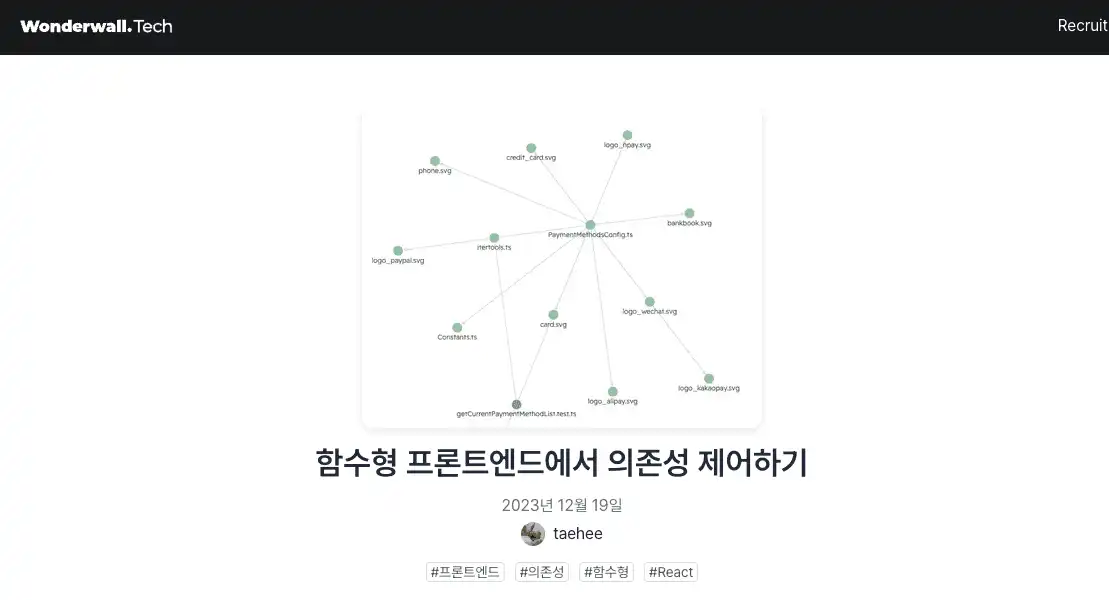 Wonderwall.Tech
Recruit
logo_npay.svg
credit_card.svg
phone.svg
bankbook.svg
PaymentMethodsConfig.ts
logo_paypal.svg
logo_wechat.svg
card.svg
Constants.ts
logo_kakaopay.svg
logo_alipay.svg
getCurrentPaymentMethodList.test.ts
함수형 프론트엔드에서 의존성 제어하기
2023년 12월 19일
taehee
#프론트엔드 #의존성 #함수형 #React